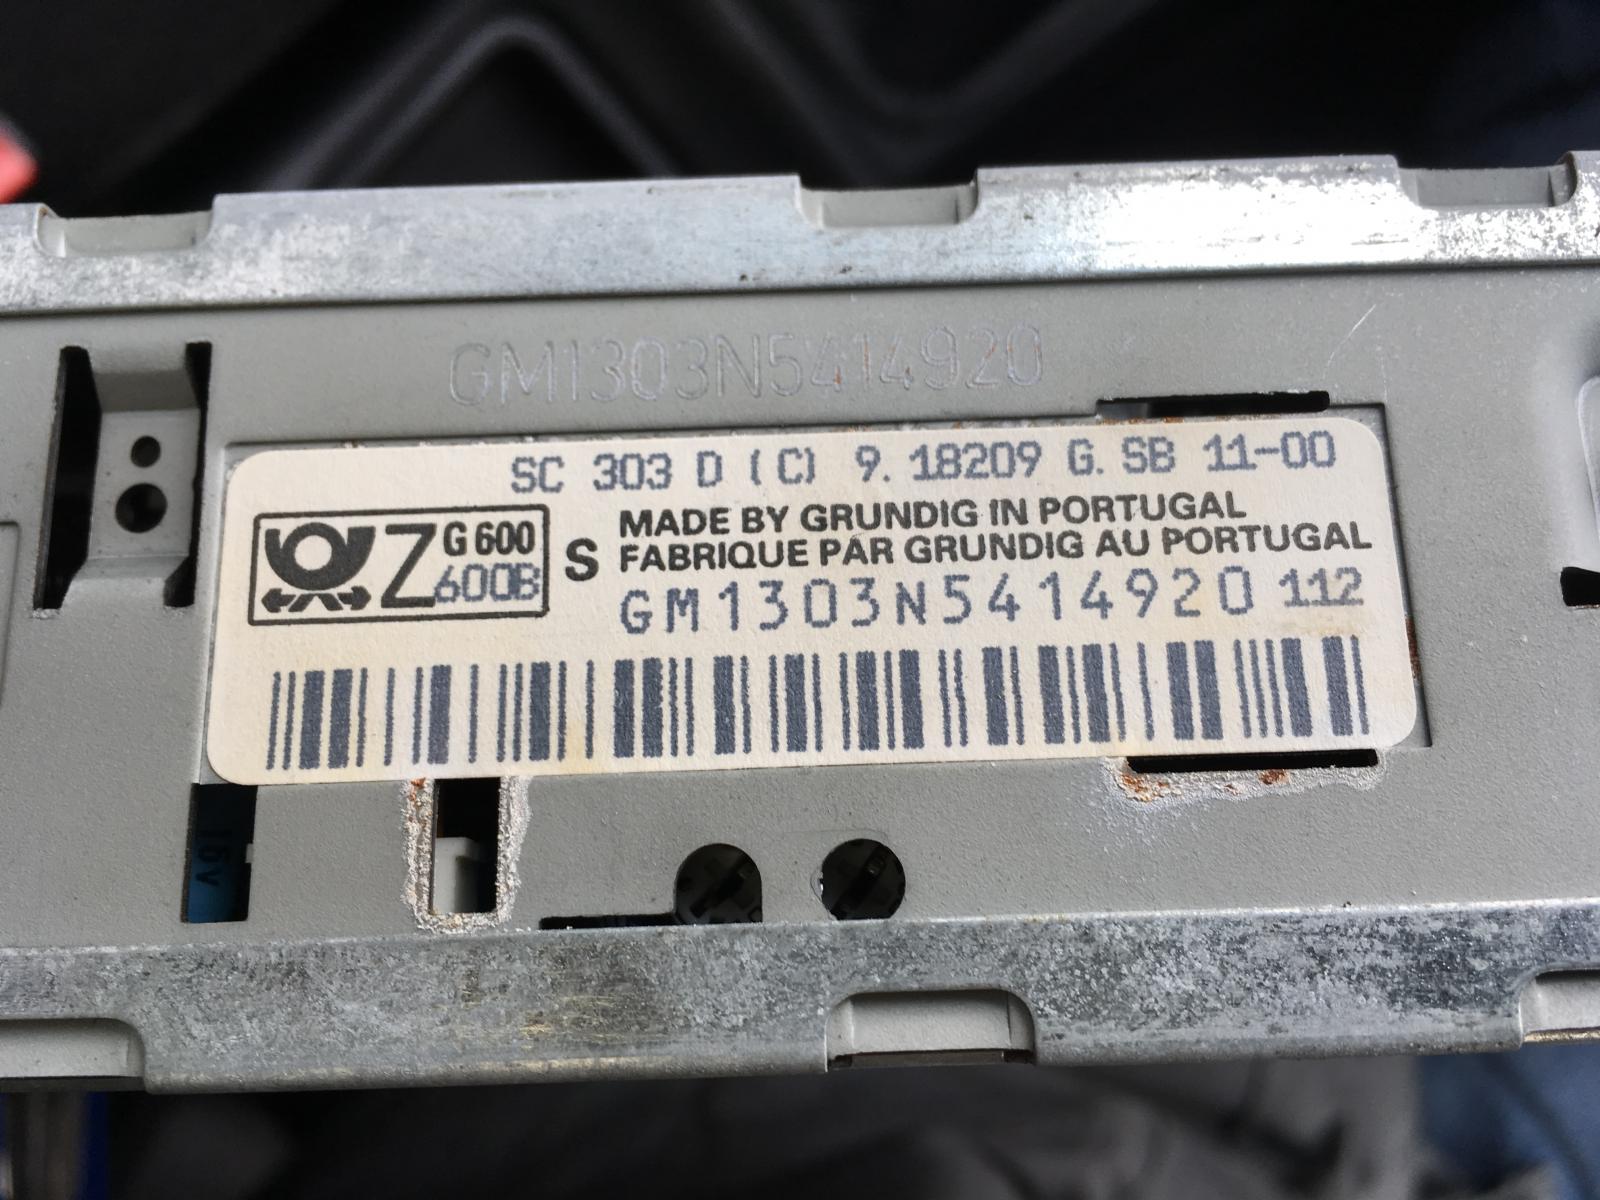 GM1303N5414920
SC 303 D (C) 9.18209 G.SB 11-00
Z G 600
600B
S
MADE BY GRUNDIG IN PORTUGAL
FABRIQUE PAR GRUNDIG AU PORTUGAL
GM1303N5414920 112
16V